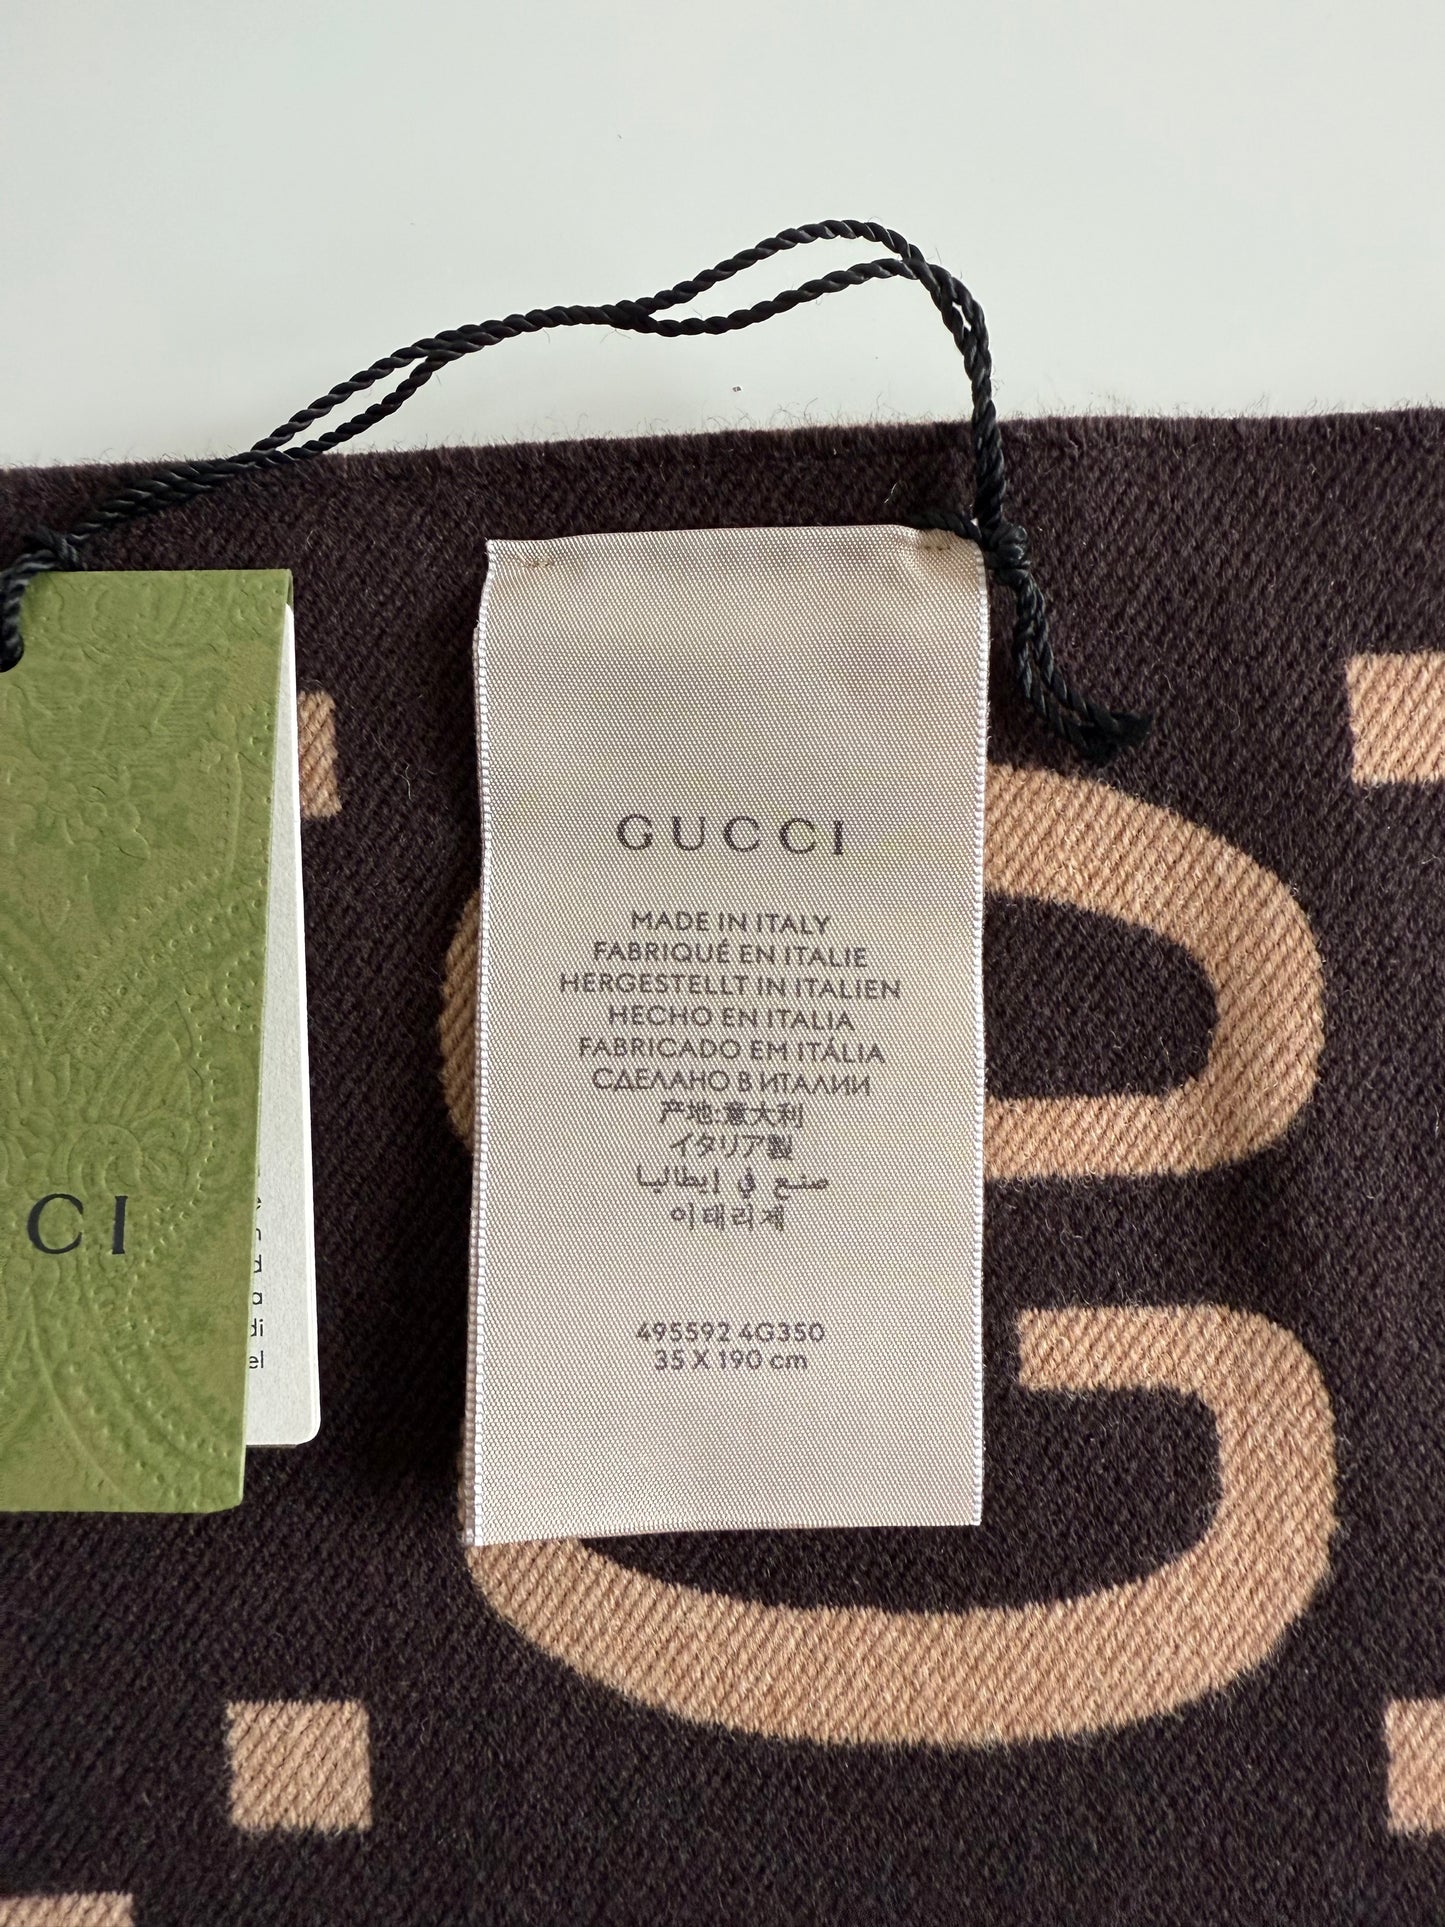 GUCCI
MADE IN ITALY
FABRIQUÉ EN ITALIE
HERGESTELLT IN ITALIEN
HECHO EN ITALIA
FABRICADO EM ITÁLIA
СДЕЛАНО В ИТАЛИИ
产地:意大利
イタリア製
صنع في إيطاليا
이태리제
495592 4G350
35 X 190 cm
CI
e
n
d
a
di
el